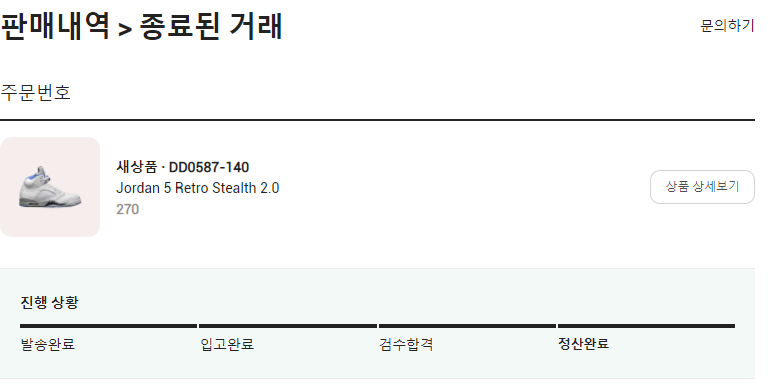 판매내역 > 종료된 거래
문의하기
주문번호
새상품 · DD0587-140
Jordan 5 Retro Stealth 2.0
270
상품 상세보기
진행 상황
발송완료
입고완료
검수합격
정산완료